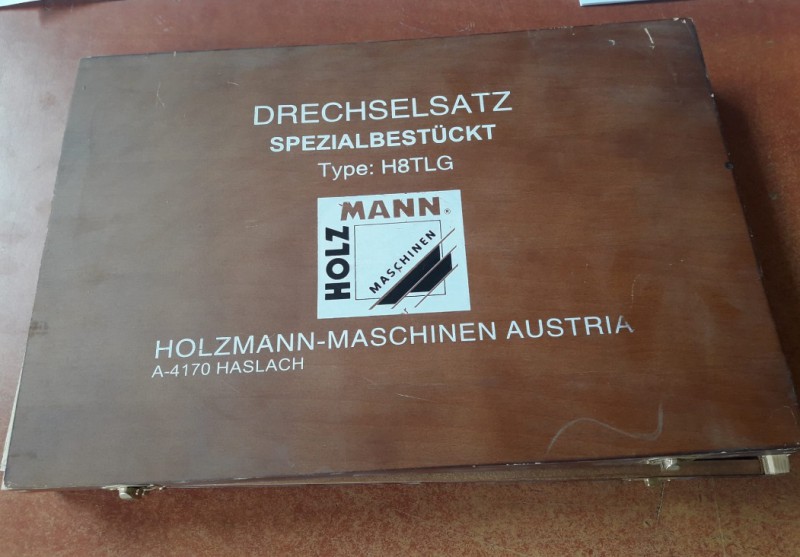 DRECHSELSATZ
SPEZIALBESTÜCKT
Type: H8TLG
HOLZ
MANN®
MASCHINEN
HOLZMANN-MASCHINEN AUSTRIA
A-4170 HASLACH